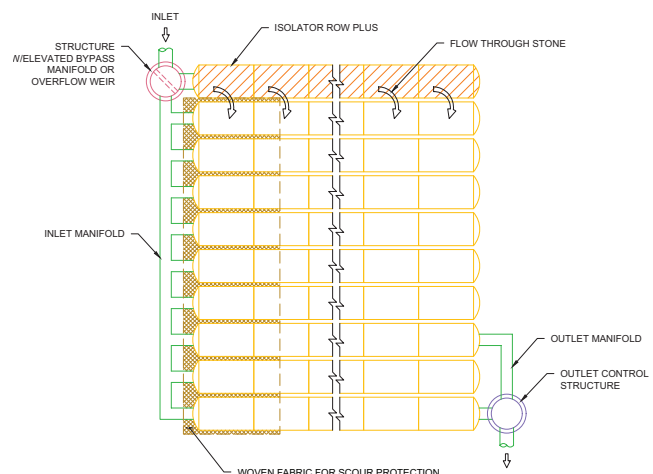 INLET
ISOLATOR ROW PLUS
STRUCTURE
W/ELEVATED BYPASS
MANIFOLD OR
OVERFLOW WEIR
FLOW THROUGH STONE
INLET MANIFOLD
OUTLET MANIFOLD
OUTLET CONTROL
STRUCTURE
WOVEN FABRIC FOR SCOUR PROTECTION